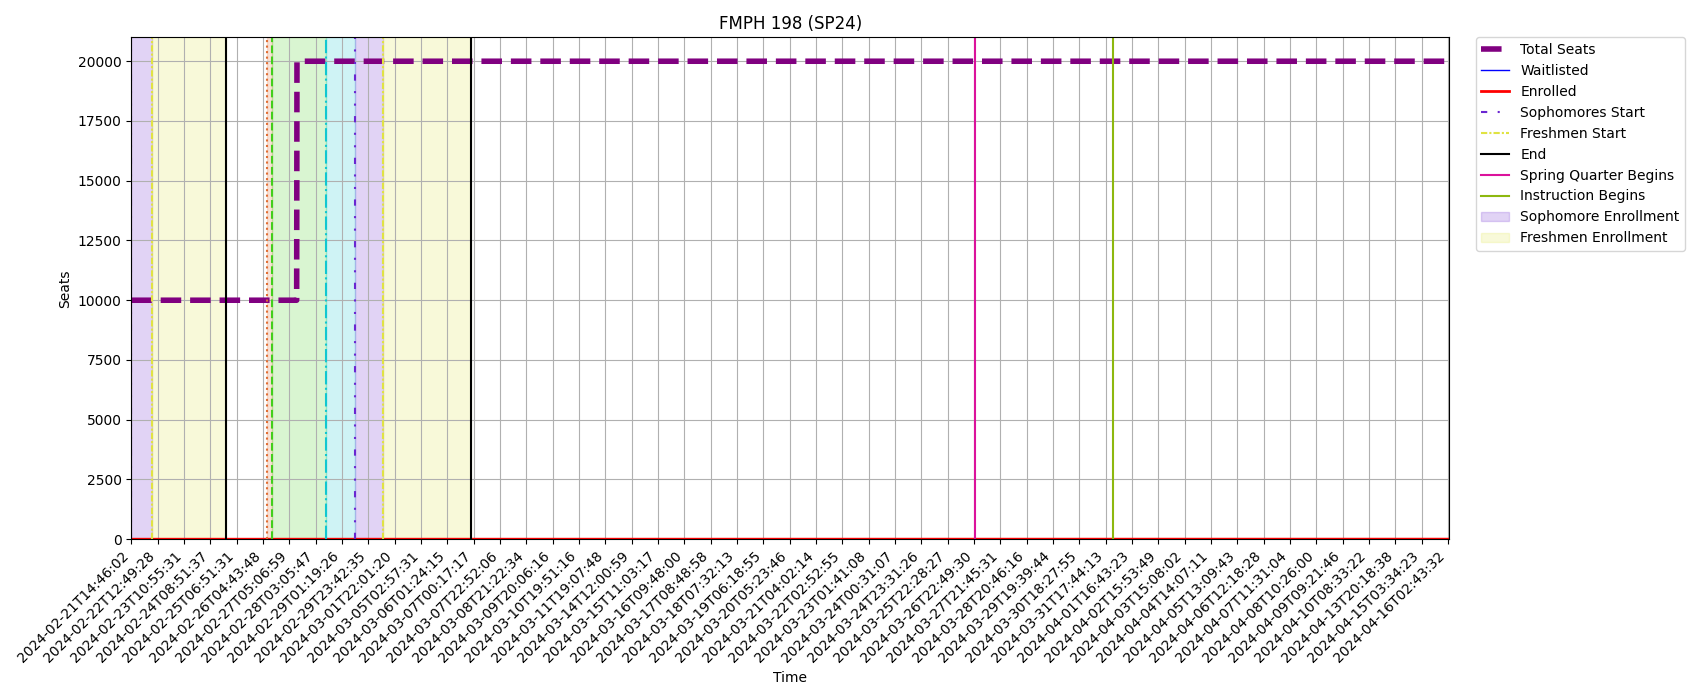 FMPH 198 (SP24)
Seats
20000
17500
15000
12500
10000
7500
5000
2500
0
2024-02-21T14:46:02
2024-02-22T12:49:28
2024-02-23T10:55:31
2024-02-24T08:51:37
2024-02-25T06:51:31
2024-02-26T04:43:48
2024-02-27T05:06:59
2024-02-28T03:05:47
2024-02-29T01:19:26
2024-02-29T23:42:35
2024-03-01T22:01:20
2024-03-05T02:57:31
2024-03-06T01:24:15
2024-03-07T00:17:17
2024-03-07T22:52:06
2024-03-08T21:22:34
2024-03-09T20:06:16
2024-03-10T19:51:16
2024-03-11T19:07:48
2024-03-14T12:00:59
2024-03-15T11:03:17
2024-03-16T09:48:00
2024-03-17T08:48:58
2024-03-18T07:32:13
2024-03-19T06:18:55
2024-03-20T05:23:46
2024-03-21T04:02:14
2024-03-22T02:52:55
2024-03-23T01:41:08
2024-03-24T00:31:07
2024-03-24T23:31:26
2024-03-25T22:28:27
2024-03-26T22:49:30
2024-03-27T21:45:31
2024-03-28T20:46:16
2024-03-29T19:39:44
2024-03-30T18:27:55
2024-03-31T17:44:13
2024-04-01T16:43:23
2024-04-02T15:53:49
2024-04-03T15:08:02
2024-04-04T14:07:11
2024-04-05T13:09:43
2024-04-06T12:18:28
2024-04-07T11:31:04
2024-04-08T10:26:00
2024-04-09T09:21:46
2024-04-10T08:33:22
2024-04-13T20:18:38
2024-04-15T03:34:23
2024-04-16T02:43:32
Time
Total Seats
Waitlisted
Enrolled
Sophomores Start
Freshmen Start
End
Spring Quarter Begins
Instruction Begins
Sophomore Enrollment
Freshmen Enrollment